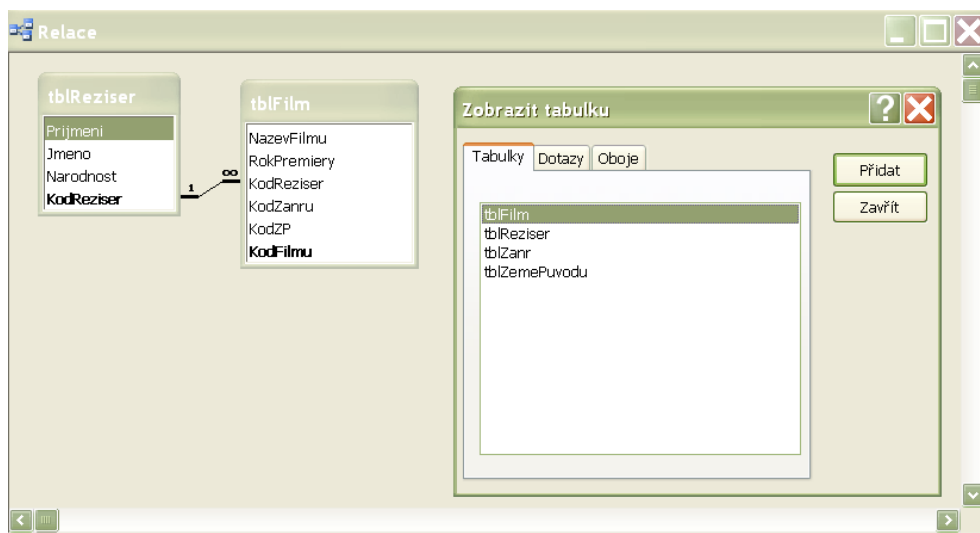 Relace
tblReziser
Prijmeni
Jmeno
Narodnost
KodReziser
1
∞
tblFilm
NazevFilmu
RokPremiery
KodReziser
KodZanru
KodZP
KodFilmu
Zobrazit tabulku
?
Tabulky
Dotazy
Oboje
tblFilm
tblReziser
tblZanr
tblZemePuvodu
Přidat
Zavřít